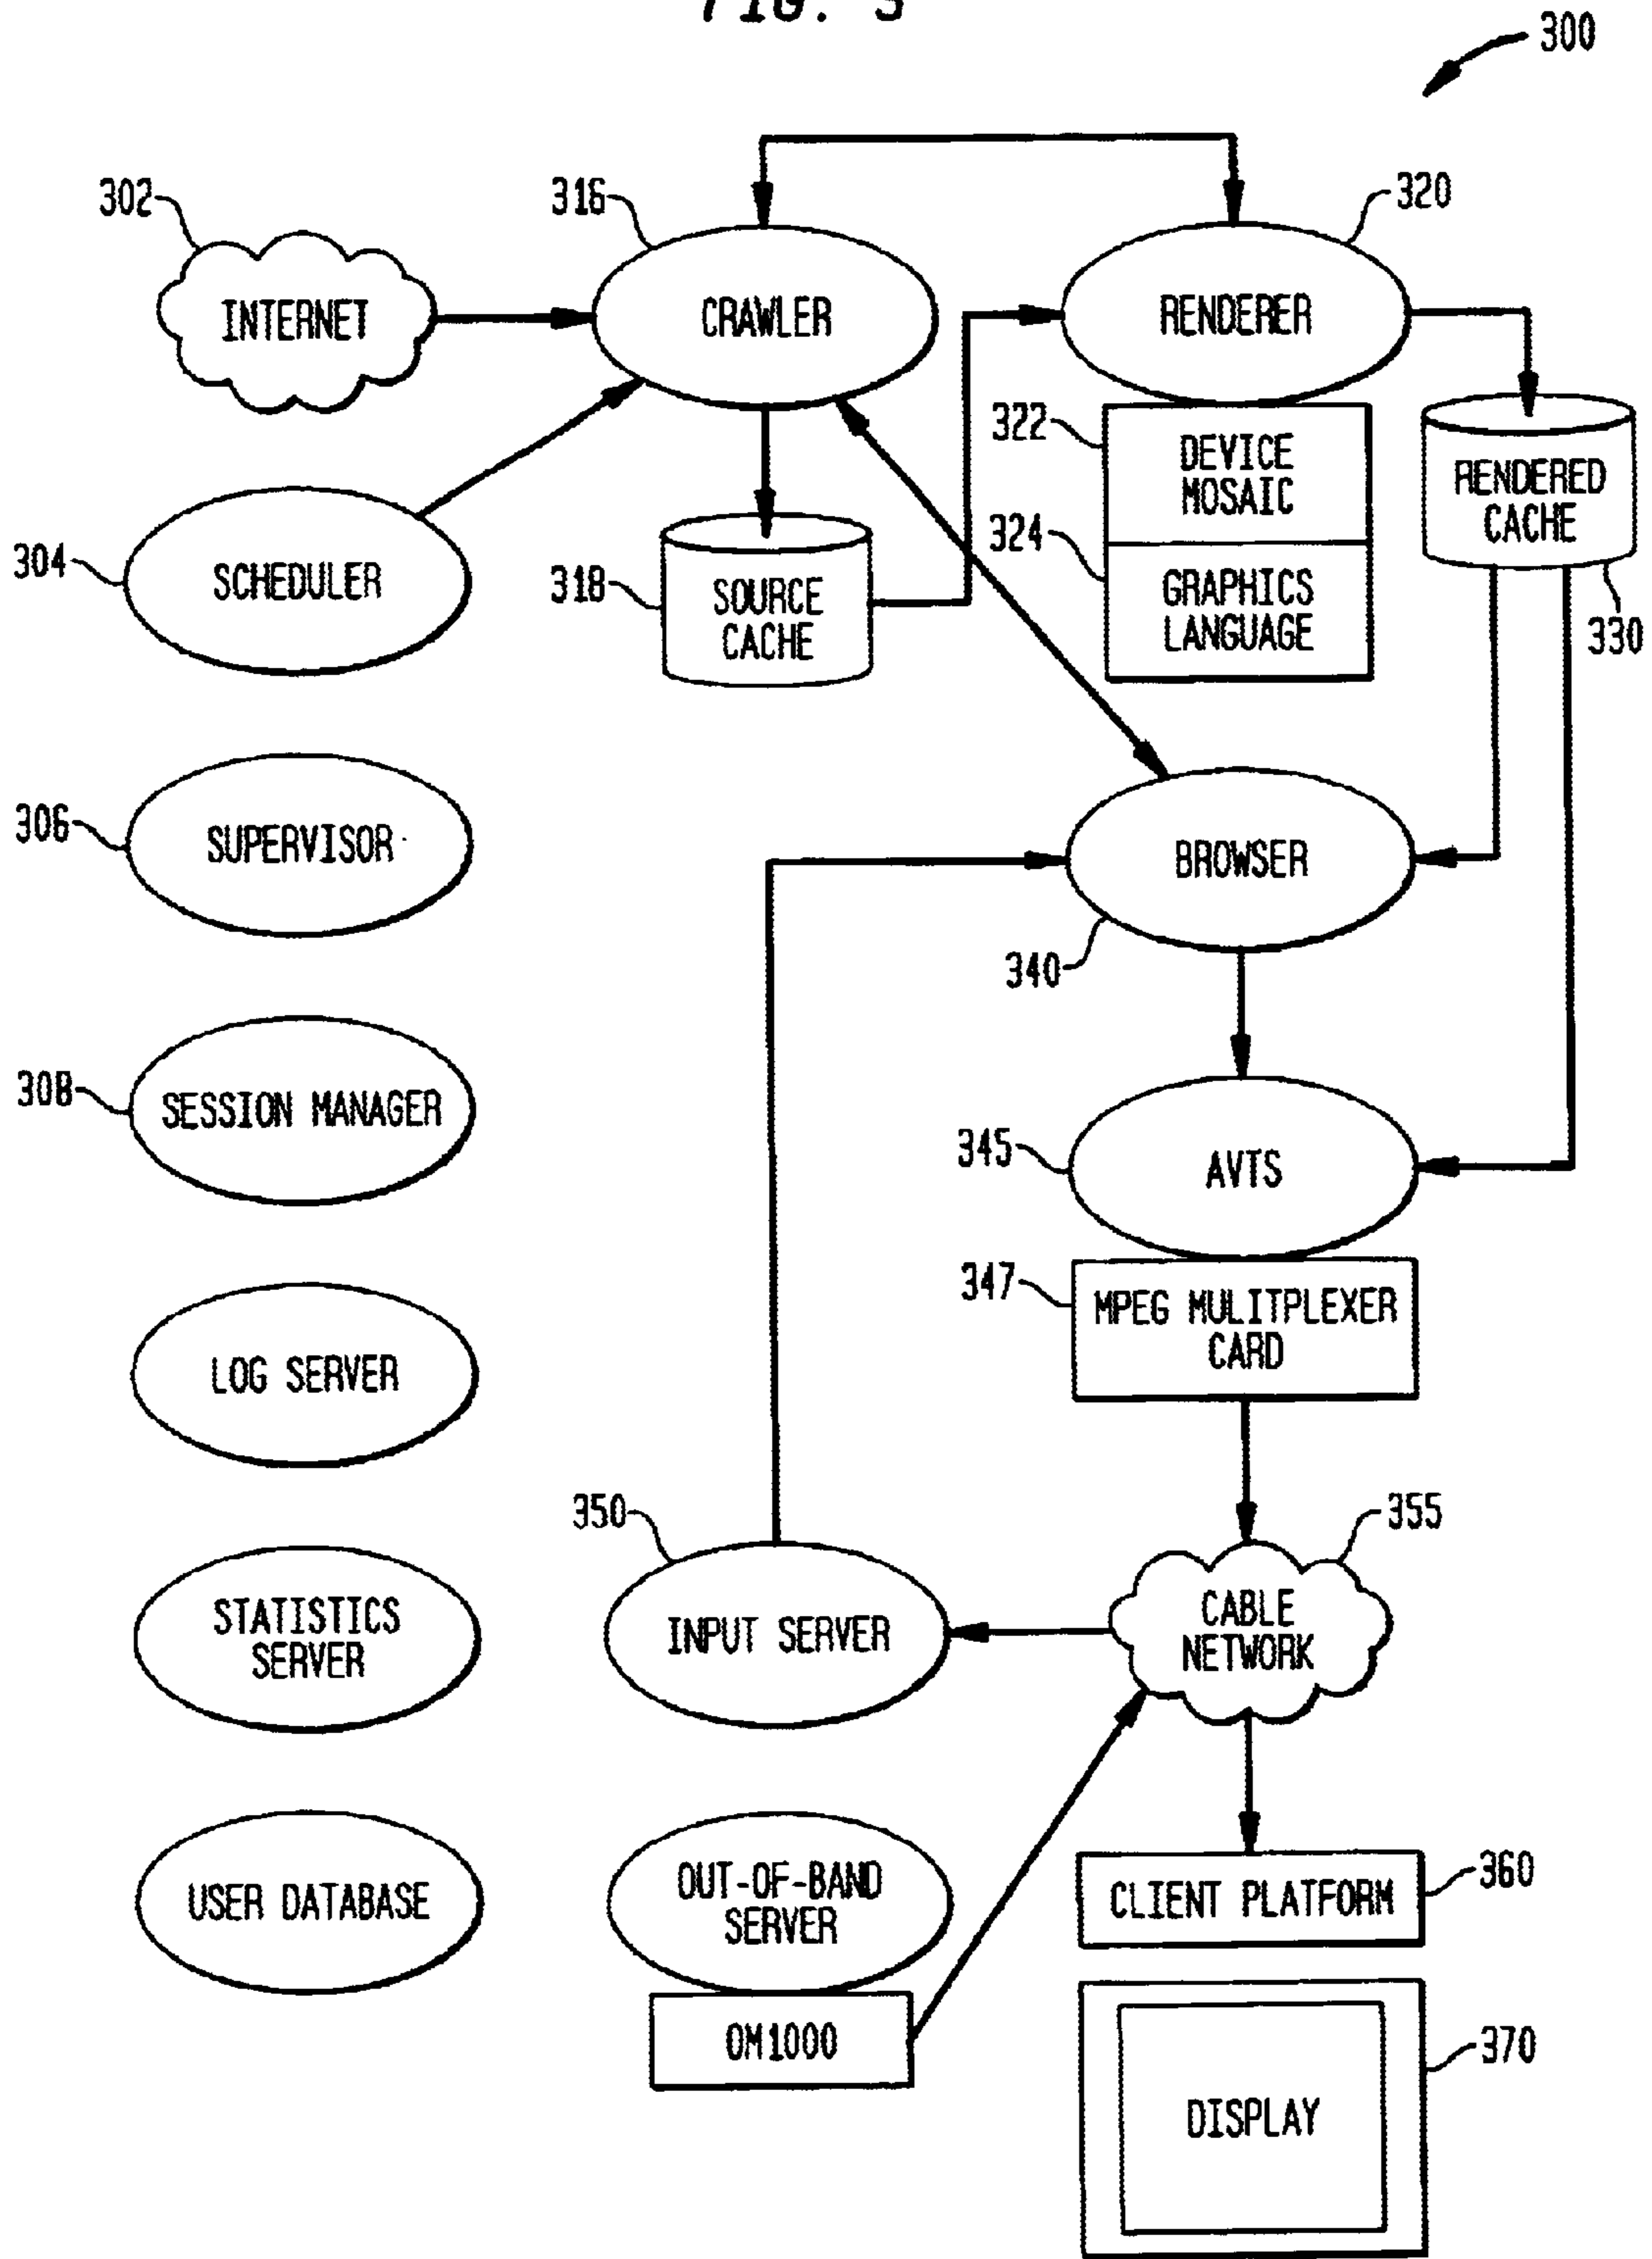 FIG. 3
300
302
316
320
INTERNET
CRAWLER
RENDERER
322
DEVICE
MOSAIC
RENDERED
CACHE
304
SCHEDULER
318
SOURCE
CACHE
324
GRAPHICS
LANGUAGE
330
306
SUPERVISOR
BROWSER
340
308
SESSION MANAGER
345
AVTS
347
MPEG MULITPLEXER
CARD
LOG SERVER
350
355
STATISTICS
SERVER
INPUT SERVER
CABLE
NETWORK
USER DATABASE
OUT-OF-BAND
SERVER
CLIENT PLATFORM
360
OM1000
370
DISPLAY